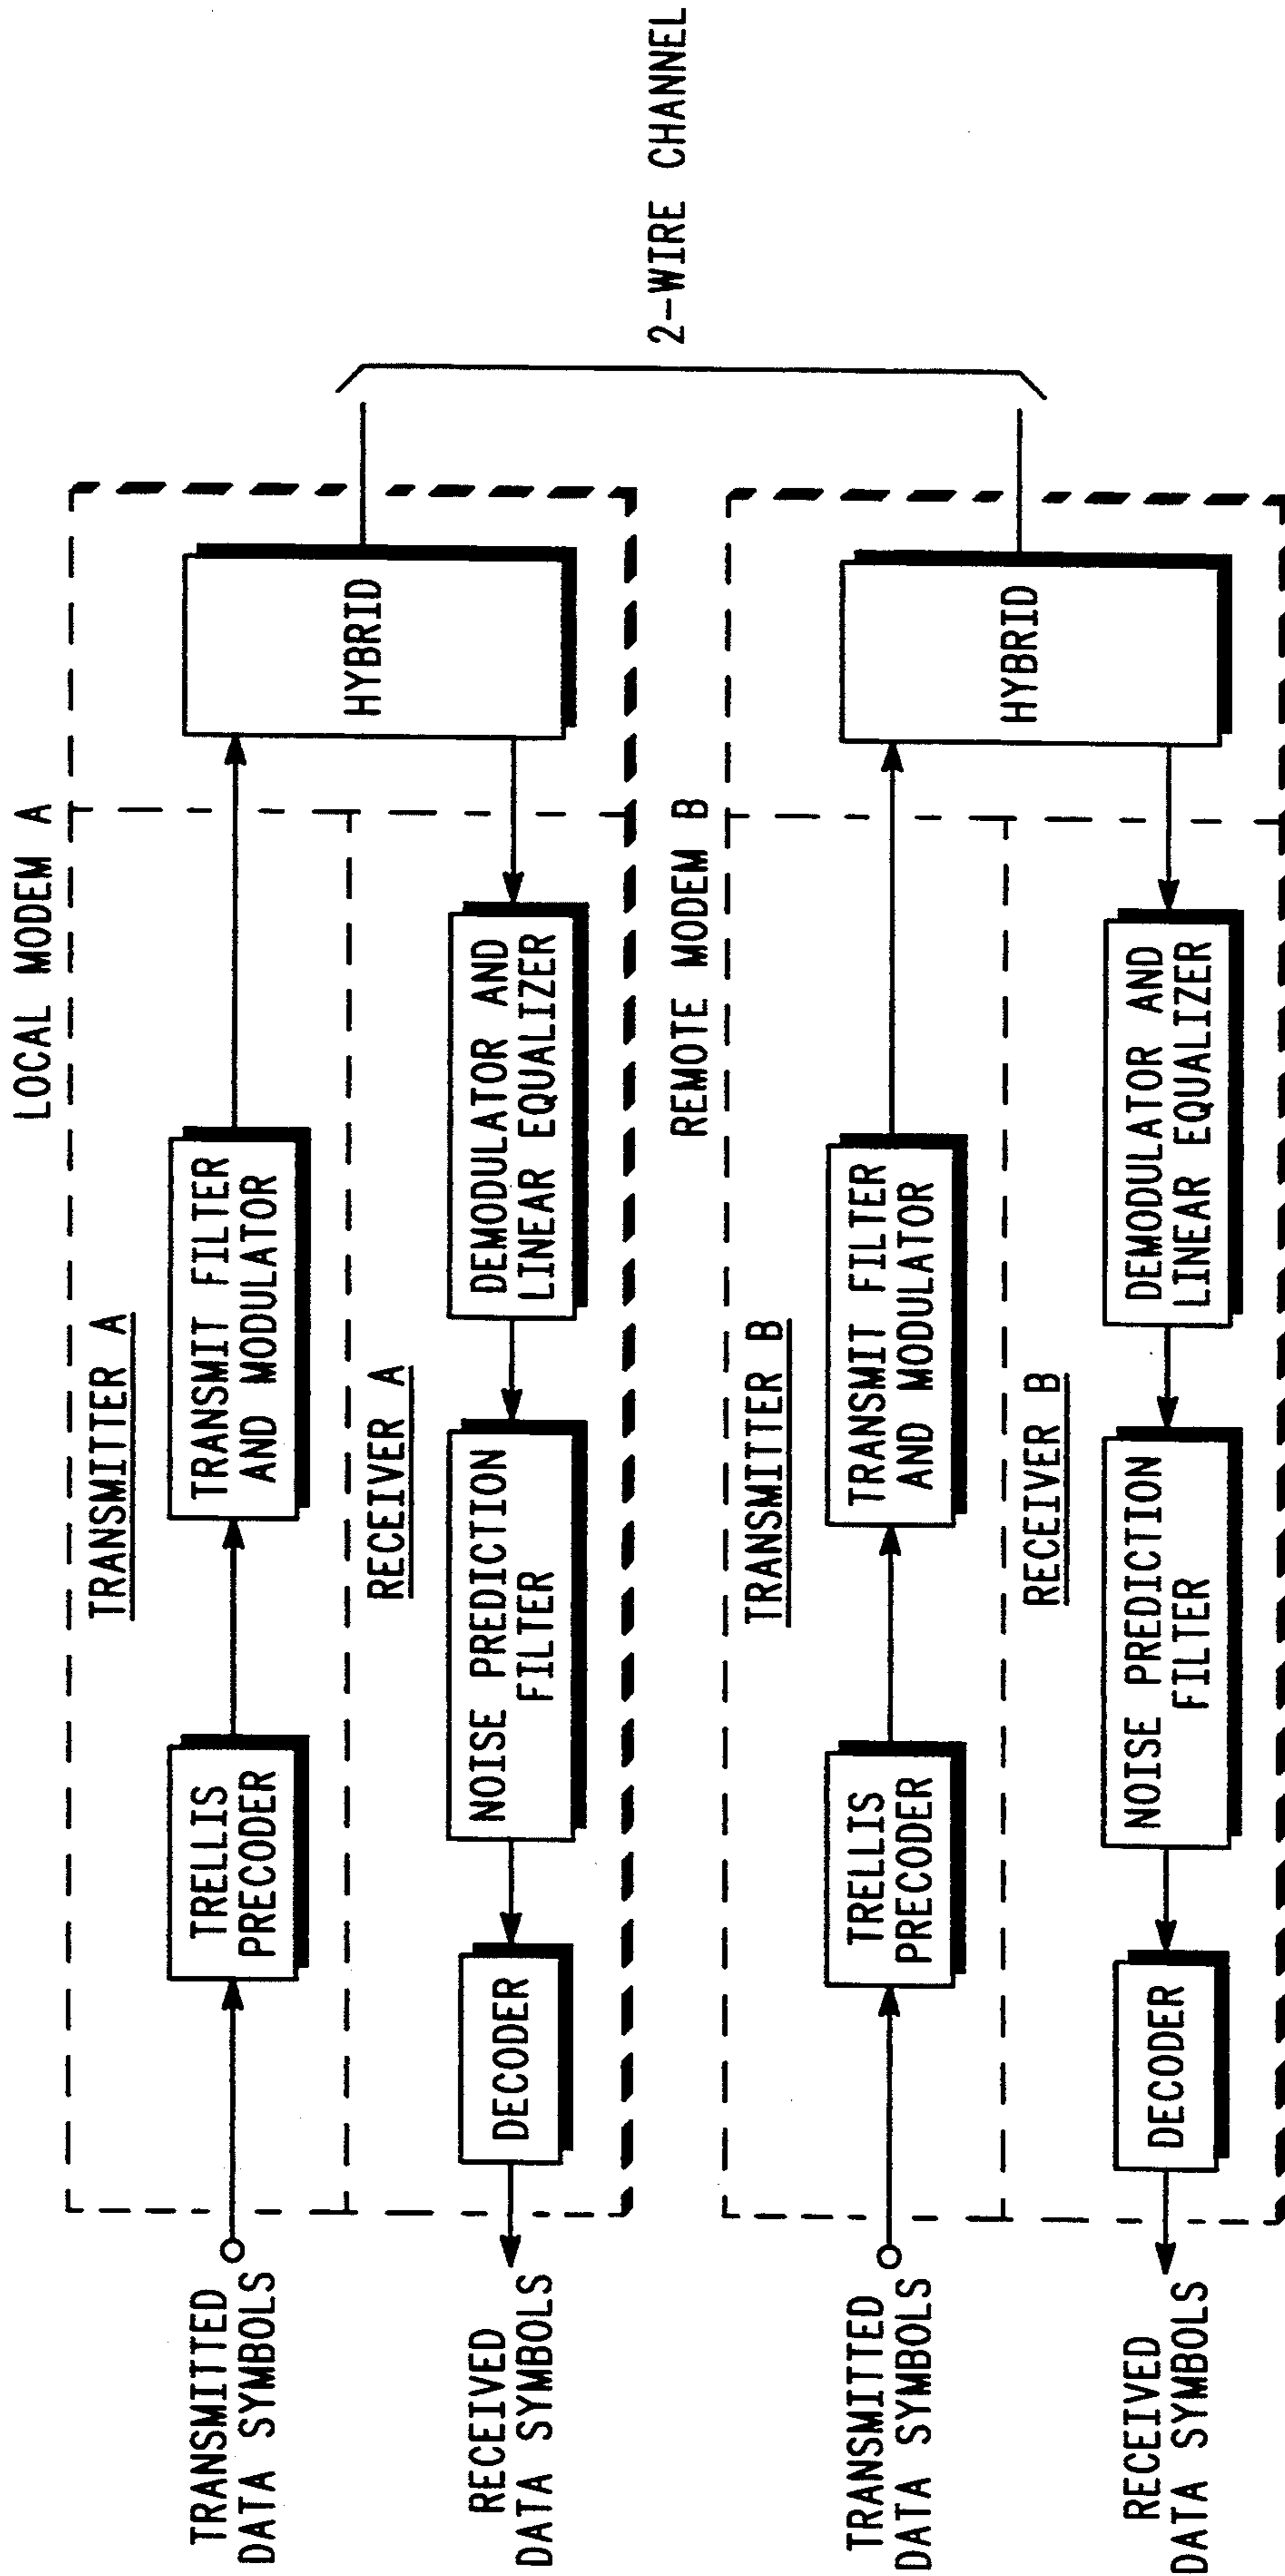 LOCAL MODEM A
TRANSMITTER A
TRANSMITTED
DATA SYMBOLS
TRELLIS
PRECODER
TRANSMIT FILTER
AND MODULATOR
HYBRID
RECEIVER A
RECEIVED
DATA SYMBOLS
DECODER
NOISE PREDICTION
FILTER
DEMODULATOR AND
LINEAR EQUALIZER
2-WIRE CHANNEL
REMOTE MODEM B
TRANSMITTER B
TRANSMITTED
DATA SYMBOLS
TRELLIS
PRECODER
TRANSMIT FILTER
AND MODULATOR
HYBRID
RECEIVER B
RECEIVED
DATA SYMBOLS
DECODER
NOISE PREDICTION
FILTER
DEMODULATOR AND
LINEAR EQUALIZER